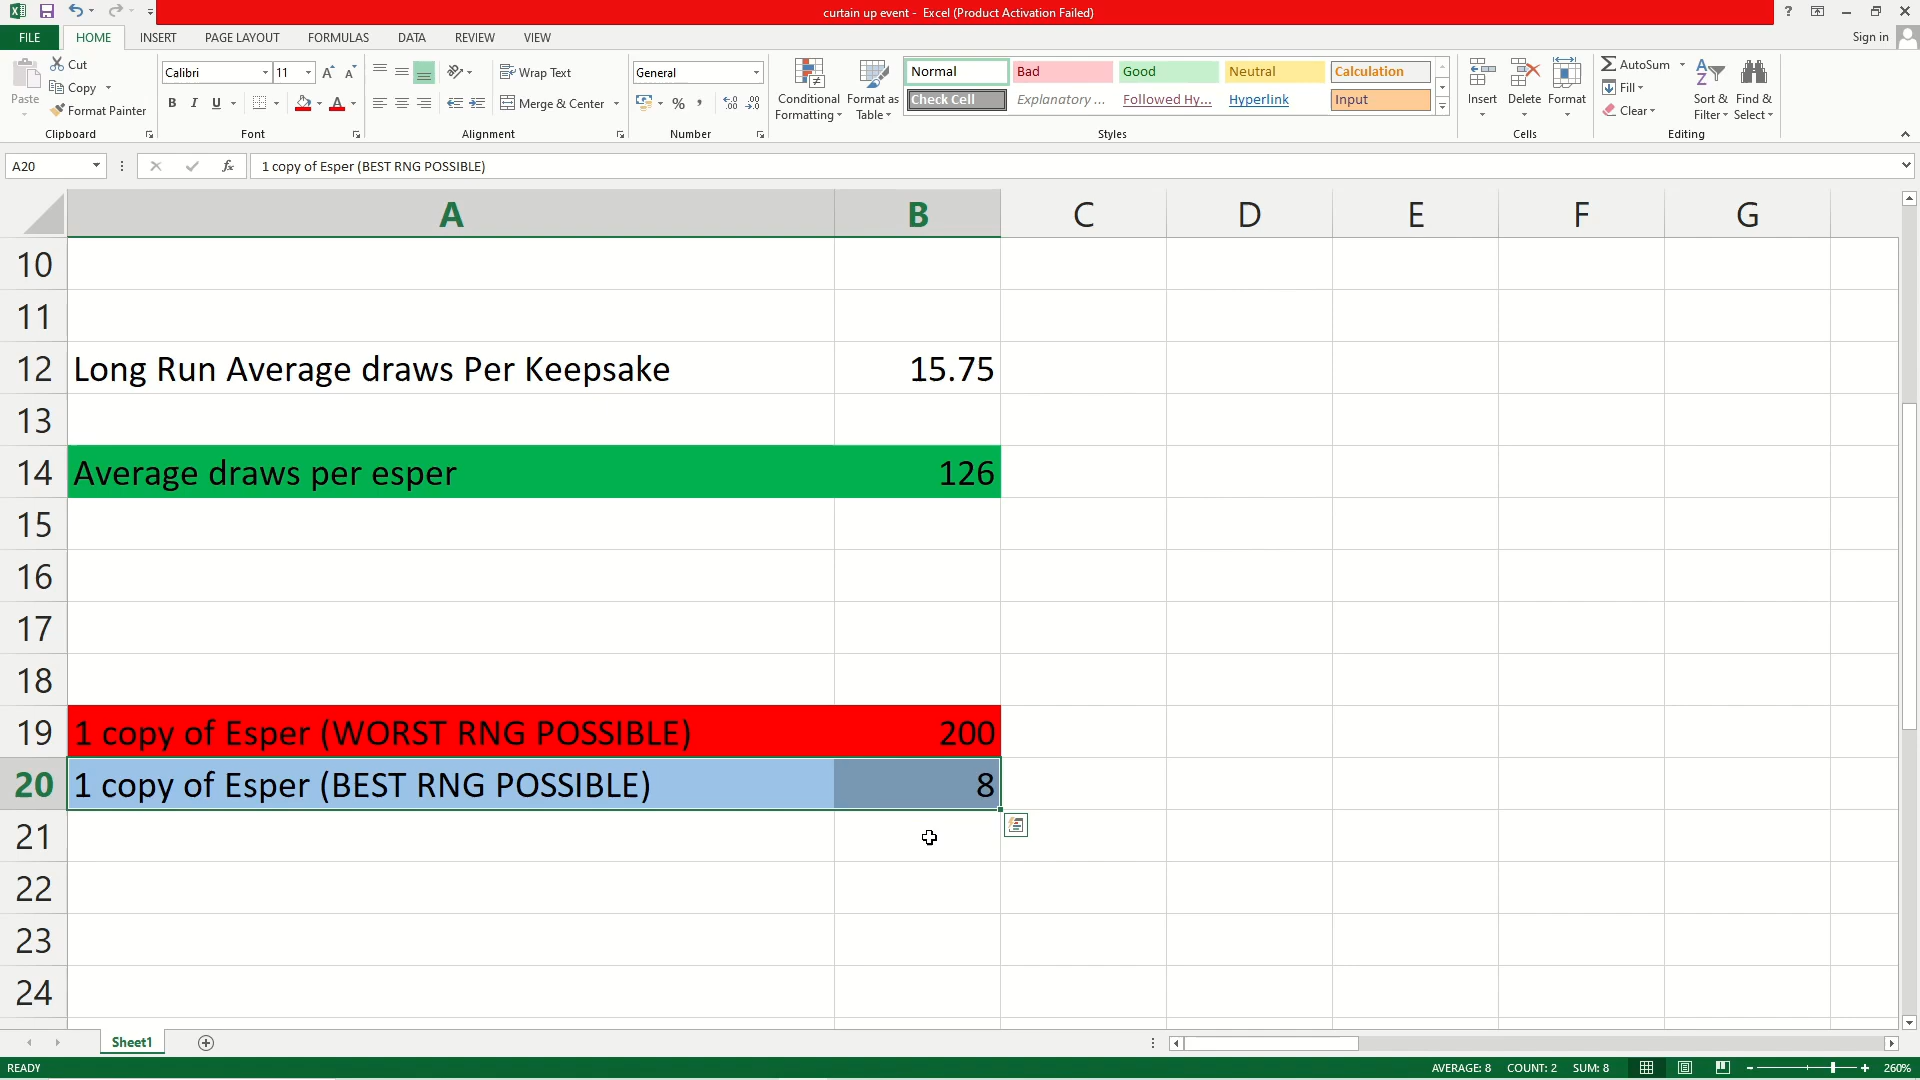 curtain up event - Excel (Product Activation Failed)
?
FILE HOME INSERT PAGE LAYOUT FORMULAS DATA REVIEW VIEW
Sign in
Paste
Cut
Copy
Format Painter
Clipboard
Calibri 11
B I U
Font
Wrap Text
Merge & Center
Alignment
General
Number
Conditional Formatting
Format as Table
Normal Bad Good Neutral Calculation
Check Cell Explanatory ... Followed Hy... Hyperlink Input
Styles
Insert Delete Format
Cells
AutoSum
Fill
Clear
Sort & Filter
Find & Select
Editing
A20 fx 1 copy of Esper (BEST RNG POSSIBLE)
A B C D E F G
10
11
12 Long Run Average draws Per Keepsake 15.75
13
14 Average draws per esper 126
15
16
17
18
19 1 copy of Esper (WORST RNG POSSIBLE) 200
20 1 copy of Esper (BEST RNG POSSIBLE) 8
21
22
23
24
Sheet1
READY AVERAGE: 8 COUNT: 2 SUM: 8 260%